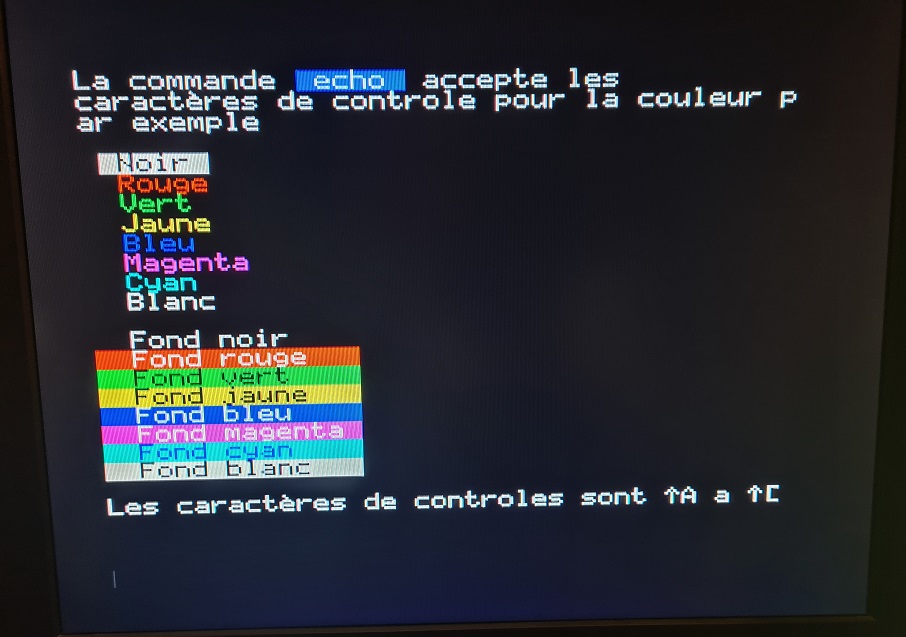 La commande echo accepte les
caractères de controle pour la couleur p
ar exemple
Noir
Rouge
Vert
Jaune
Bleu
Magenta
Cyan
Blanc
Fond noir
Fond rouge
Fond vert
Fond jaune
Fond bleu
Fond magenta
Fond cyan
Fond blanc
Les caractères de controles sont ↑A a ↑[